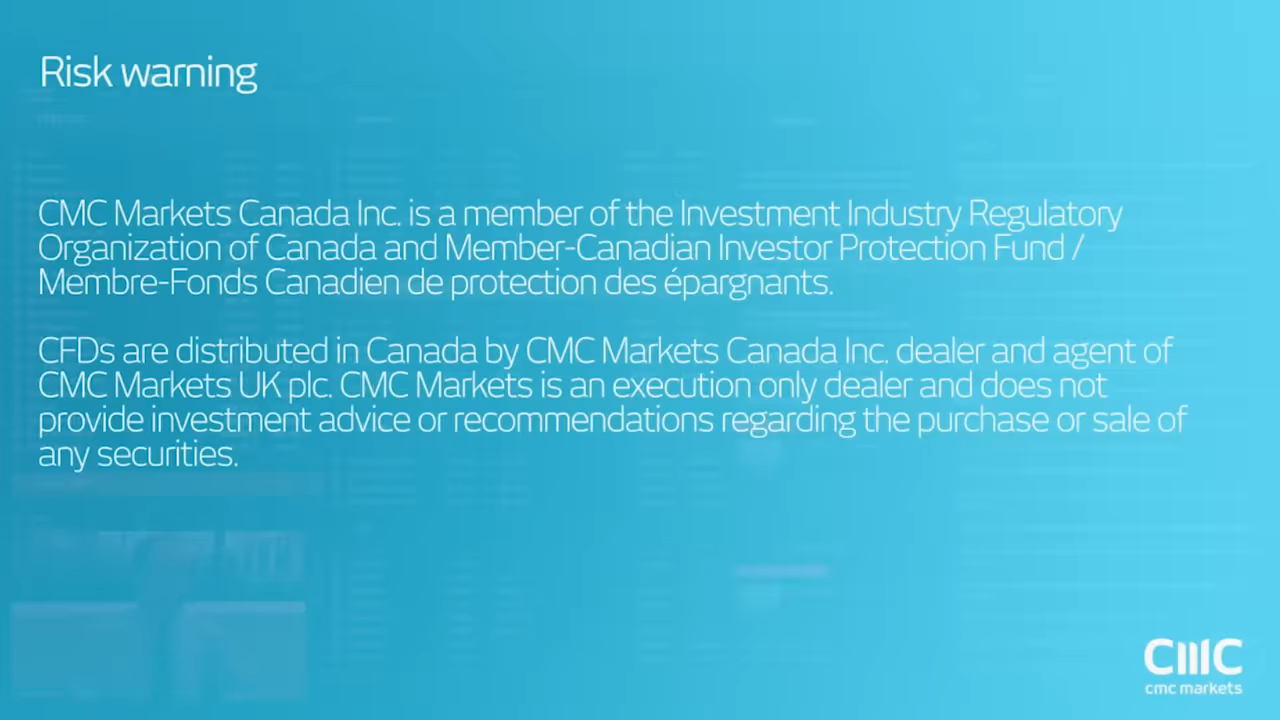 Risk warning
CMC Markets Canada Inc. is a member of the Investment Industry Regulatory
Organization of Canada and Member-Canadian Investor Protection Fund /
Membre-Fonds Canadien de protection des épargnants.
CFDs are distributed in Canada by CMC Markets Canada Inc. dealer and agent of
CMC Markets UK plc. CMC Markets is an execution only dealer and does not
provide investment advice or recommendations regarding the purchase or sale of
any securities.
CMC
cmc markets